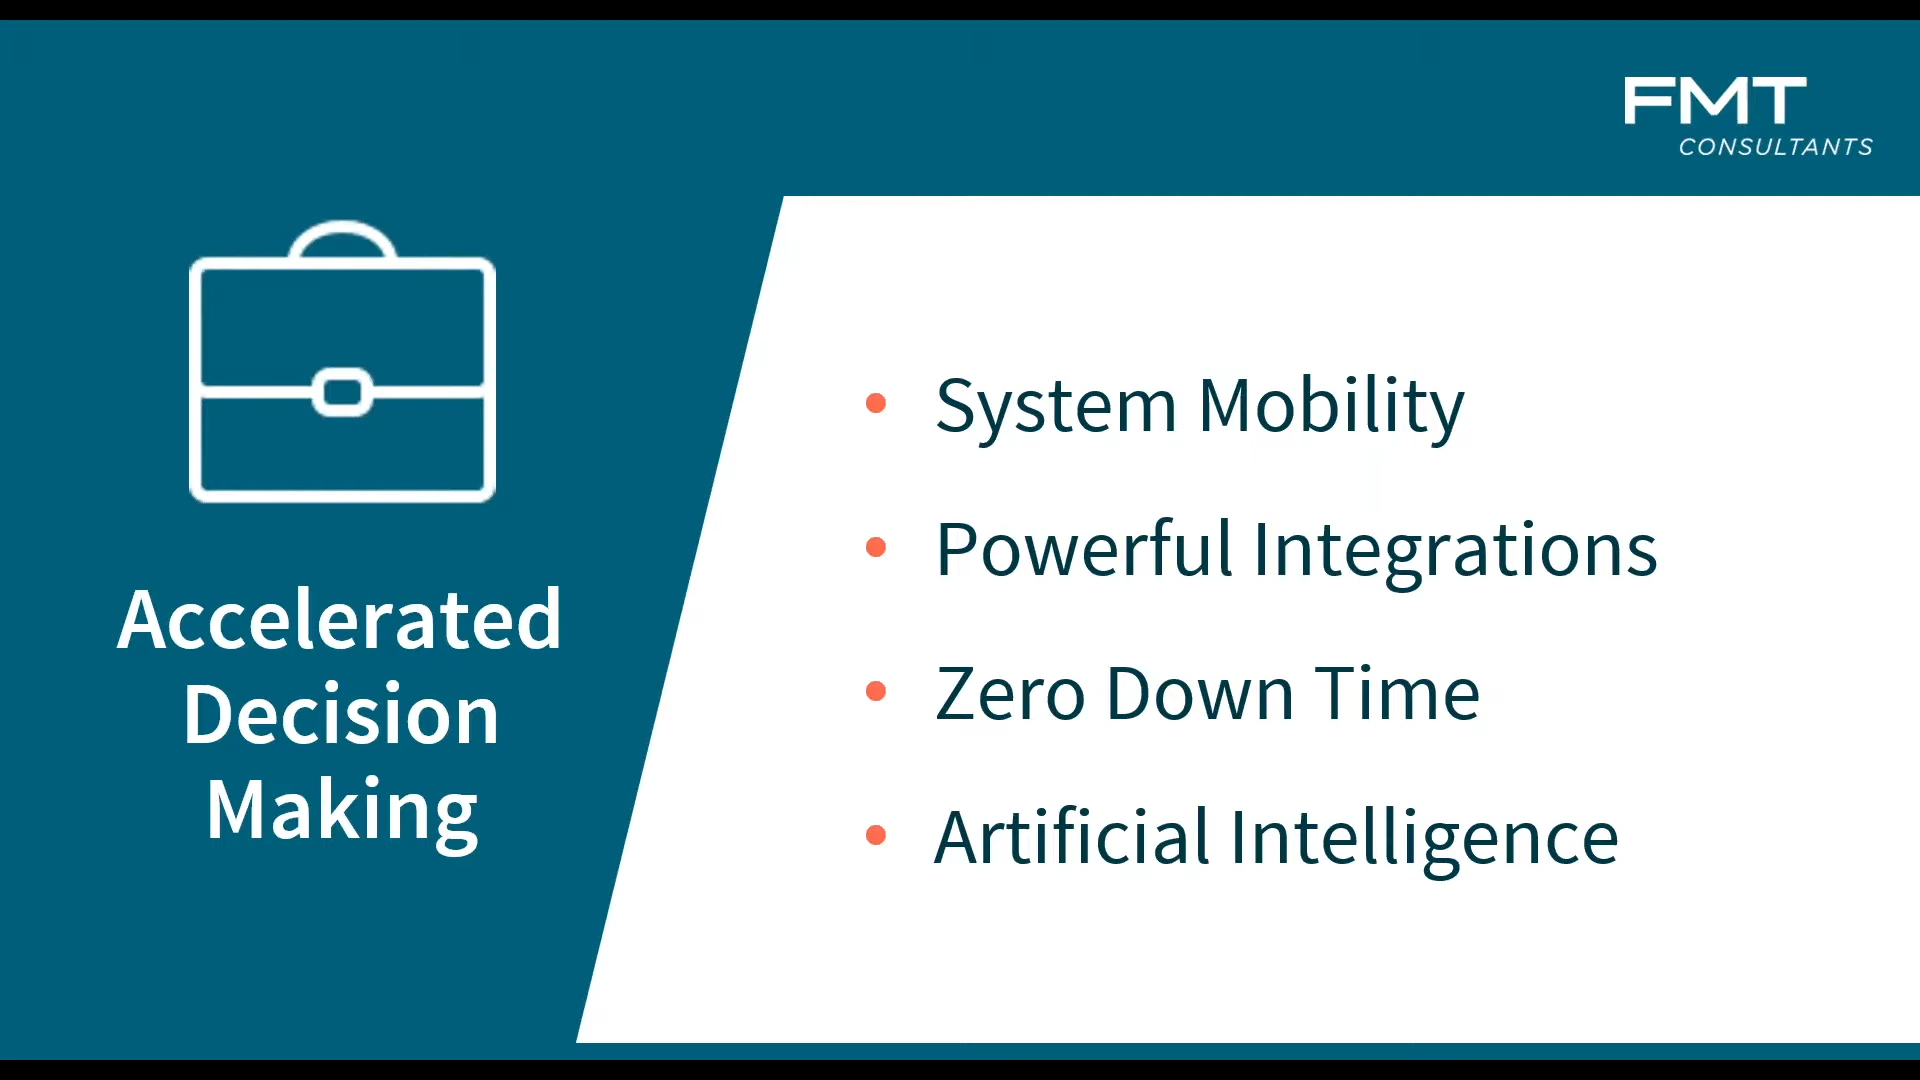 FMT
CONSULTANTS
Accelerated
Decision
Making
• System Mobility
• Powerful Integrations
• Zero Down Time
• Artificial Intelligence